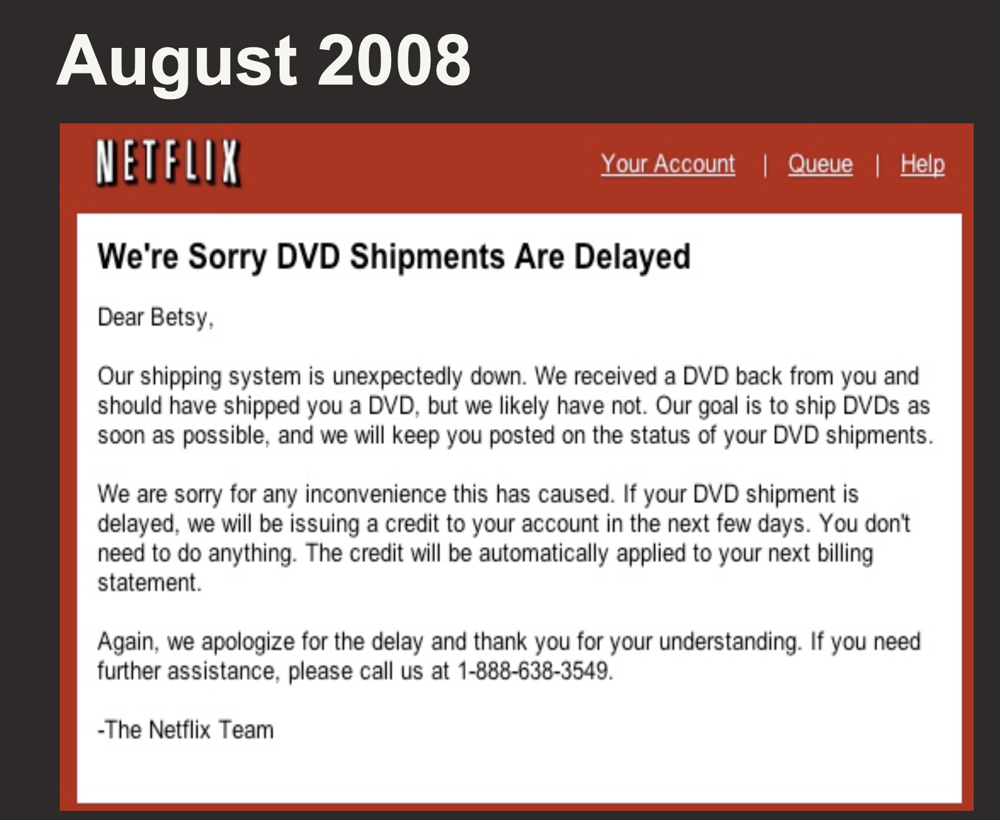 August 2008
NETFLIX
Your Account | Queue | Help
We're Sorry DVD Shipments Are Delayed
Dear Betsy,
Our shipping system is unexpectedly down. We received a DVD back from you and
should have shipped you a DVD, but we likely have not. Our goal is to ship DVDs as
soon as possible, and we will keep you posted on the status of your DVD shipments.
We are sorry for any inconvenience this has caused. If your DVD shipment is
delayed, we will be issuing a credit to your account in the next few days. You don't
need to do anything. The credit will be automatically applied to your next billing
statement.
Again, we apologize for the delay and thank you for your understanding. If you need
further assistance, please call us at 1-888-638-3549.
-The Netflix Team